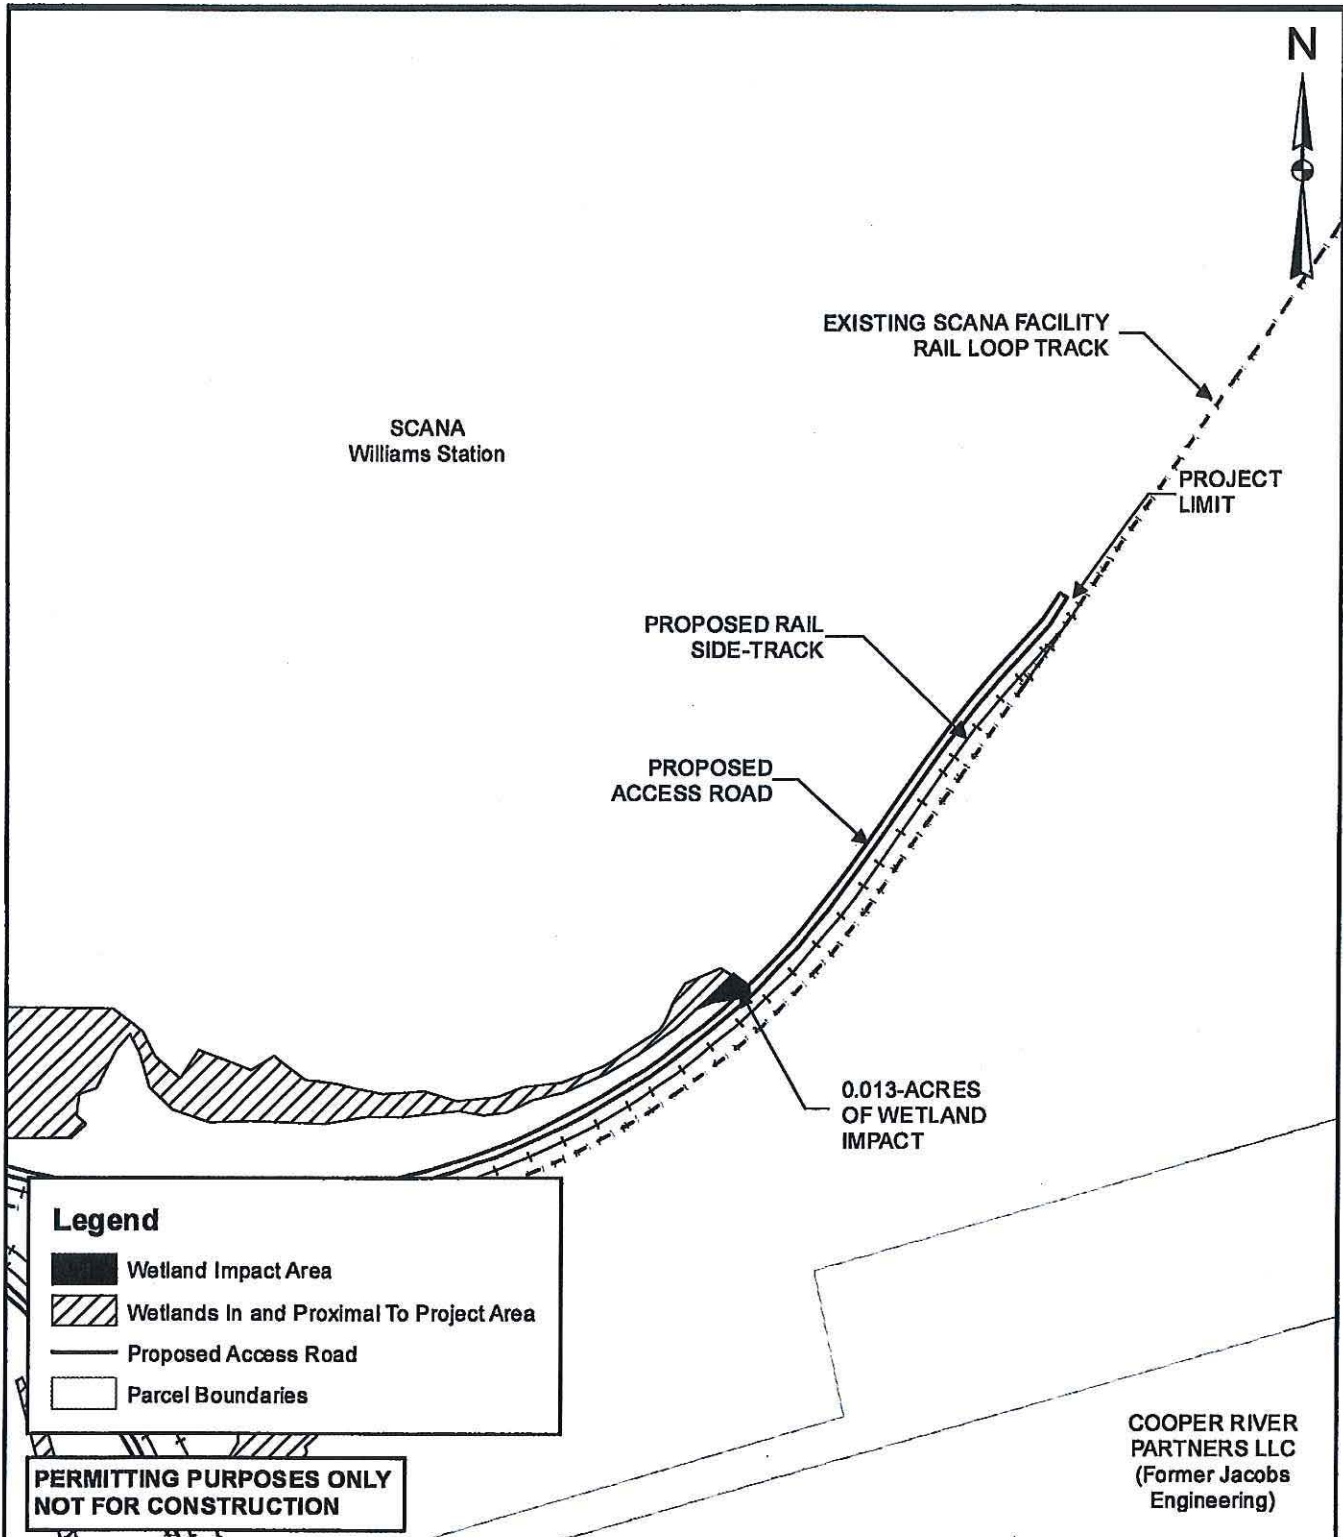 N
EXISTING SCANA FACILITY
RAIL LOOP TRACK
SCANA
Williams Station
PROJECT
LIMIT
PROPOSED RAIL
SIDE-TRACK
PROPOSED
ACCESS ROAD
0.013-ACRES
OF WETLAND
IMPACT
Legend
Wetland Impact Area
Wetlands In and Proximal To Project Area
Proposed Access Road
Parcel Boundaries
PERMITTING PURPOSES ONLY
NOT FOR CONSTRUCTION
COOPER RIVER
PARTNERS LLC
(Former Jacobs
Engineering)